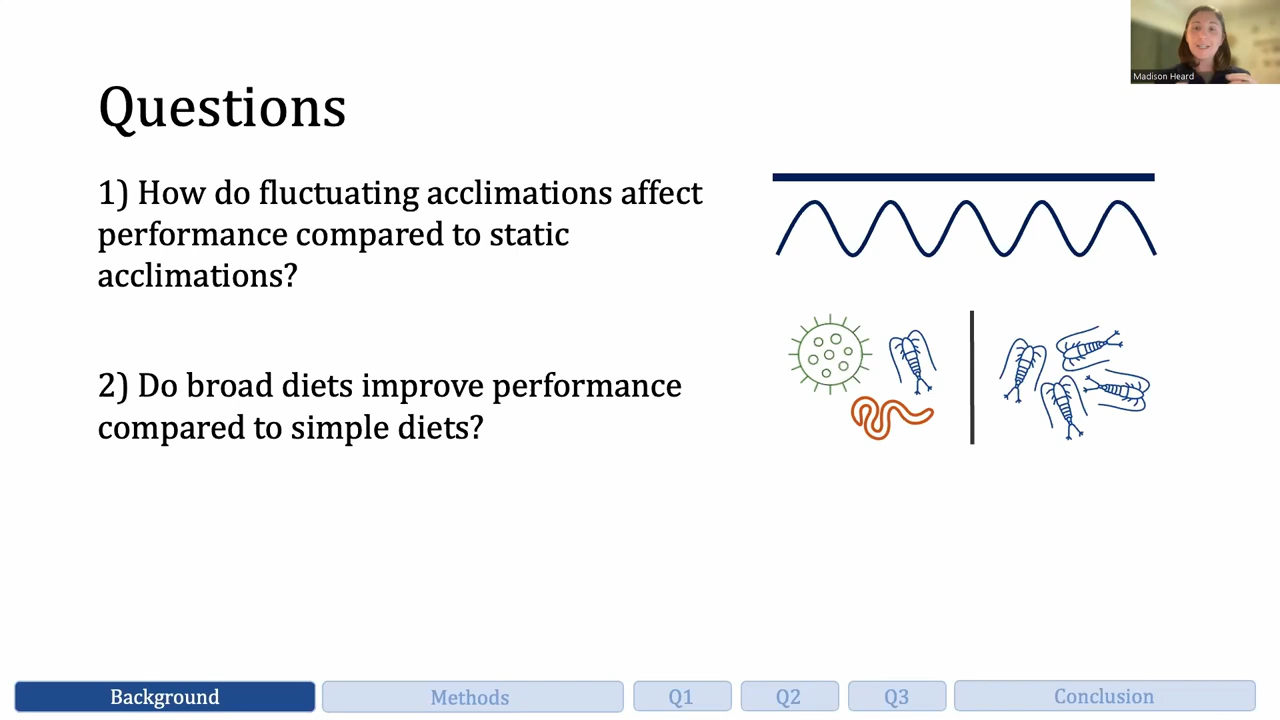 Madison Heard
Questions
1) How do fluctuating acclimations affect
performance compared to static
acclimations?
2) Do broad diets improve performance
compared to simple diets?
Background
Methods
Q1
Q2
Q3
Conclusion